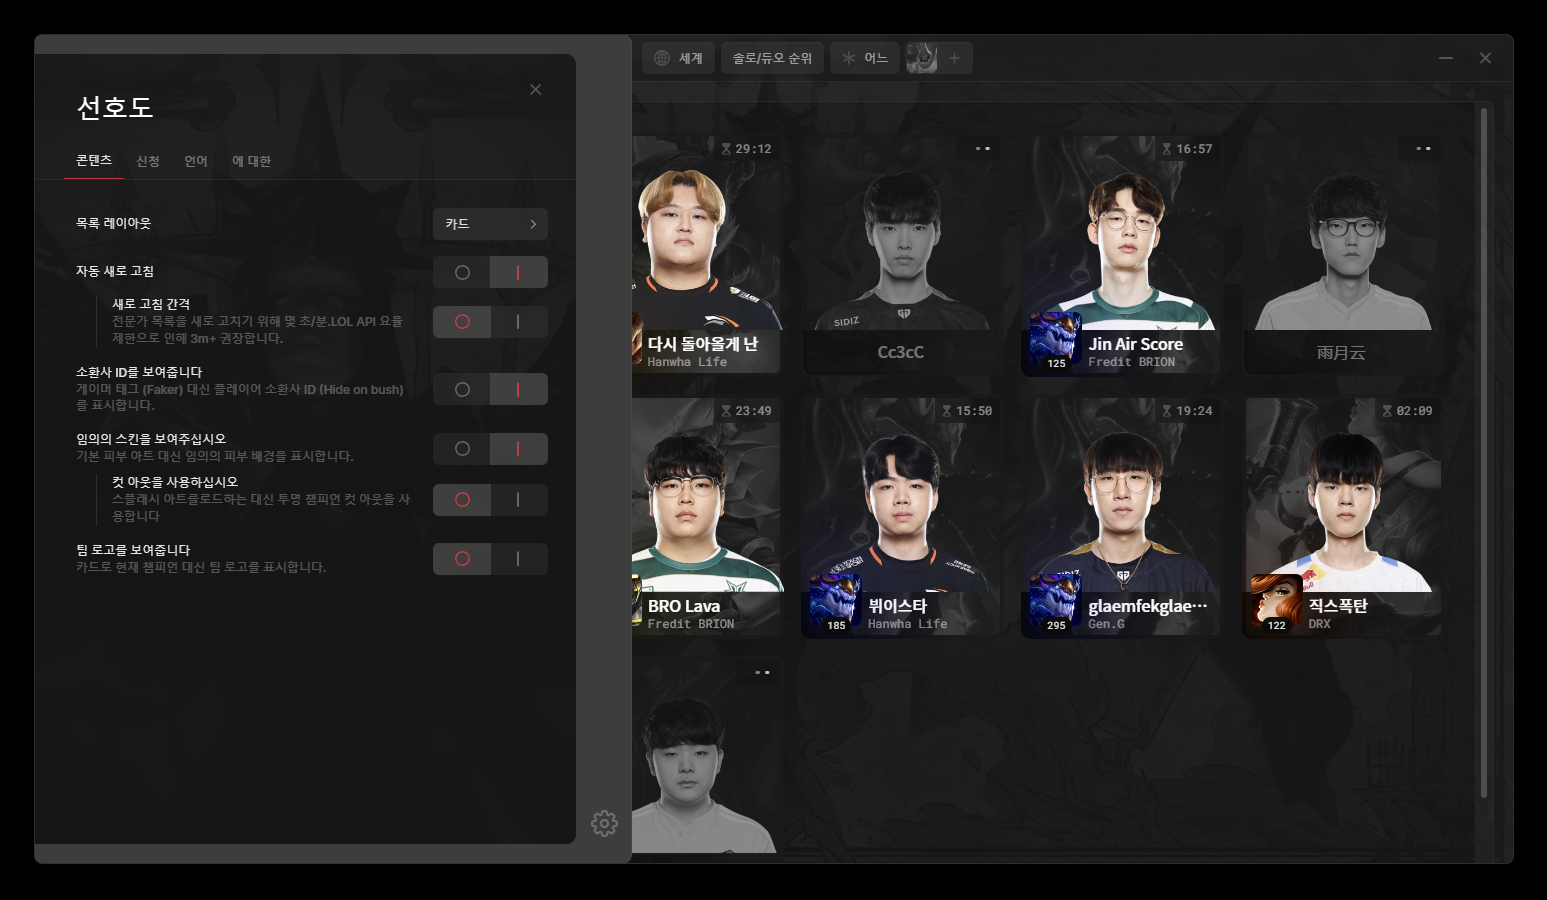 세계
솔로/듀오 순위
어느
선호도
콘텐츠
신청
언어
에 대한
목록 레이아웃
카드
자동 새로 고침
새로 고침 간격
전문가 목록을 새로 고치기 위해 몇 초/분.LOL API 요율
제한으로 인해 3m+ 권장합니다.
소환사 ID를 보여줍니다
게이머 태그 (Faker) 대신 플레이어 소환사 ID (Hide on bush)
를 표시합니다.
임의의 스킨을 보여주십시오
기본 피부 아트 대신 임의의 피부 배경을 표시합니다.
컷 아웃을 사용하십시오
스플래시 아트를로드하는 대신 투명 챔피언 컷 아웃을 사
용합니다
팀 로고를 보여줍니다
카드로 현재 챔피언 대신 팀 로고를 표시합니다.
29:12
다시 돌아올게 난
Hanwha Life
SIDIZ
Cc3cC
16:57
125
Jin Air Score
Fredit BRION
雨月云
23:49
BRO Lava
Fredit BRION
15:50
185
뷔이스타
Hanwha Life
19:24
SIDIZ
295
glaemfekglae…
Gen.G
02:09
122
직스폭탄
DRX